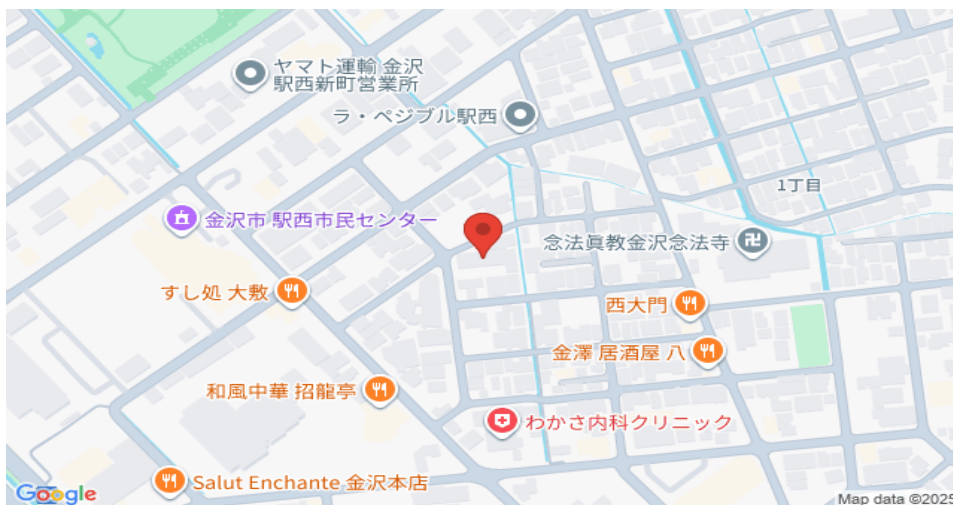 ヤマト運輸 金沢
駅西新町営業所
ラ・ペジブル駅西
1丁目
金沢市 駅西市民センター
念法眞教金沢念法寺
すし処 大敷
西大門
金澤 居酒屋 八
和風中華 招龍亭
わかさ内科クリニック
Salut Enchante 金沢本店
Google
Map data ©2025